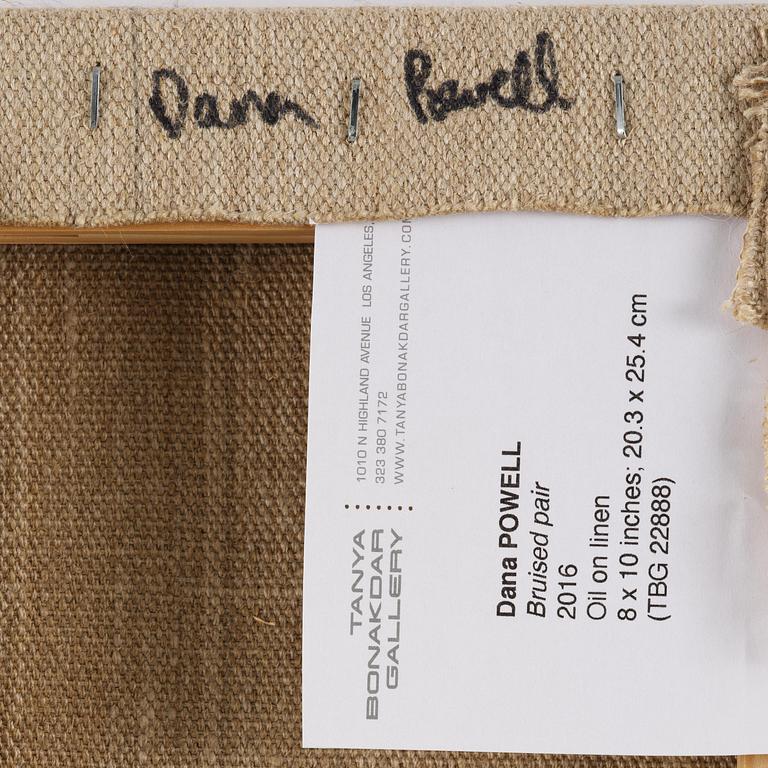 Dana Powell
TANYA
BONAKDAR
GALLERY
1010 N HIGHLAND AVENUE LOS ANGELES,
323 380 7172
WWW.TANYABONAKDARGALLERY.COM
Dana POWELL
Bruised pair
2016
Oil on linen
8 x 10 inches; 20.3 x 25.4 cm
(TBG 22888)